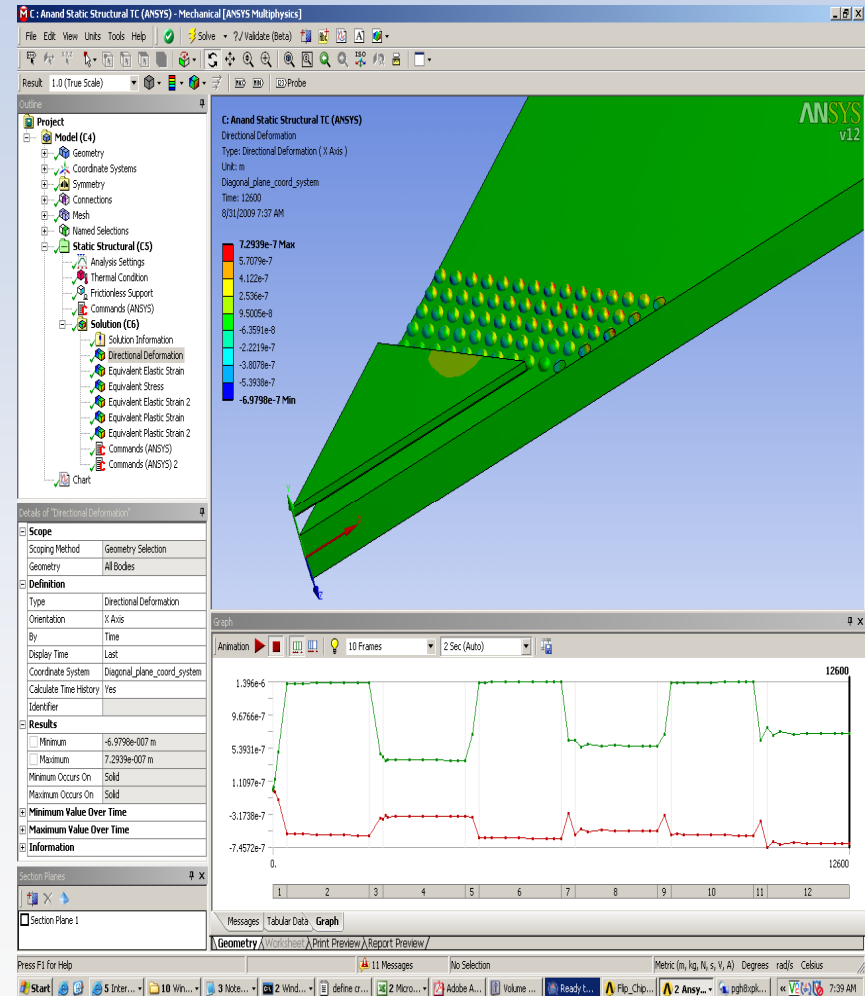 C : Anand Static Structural TC (ANSYS) - Mechanical [ANSYS Multiphysics]
File Edit View Units Tools Help Solve ?/ Validate (Beta)
Result 1.0 (True Scale) Probe
Outline
Project
Model (C4)
Geometry
Coordinate Systems
Symmetry
Connections
Mesh
Named Selections
Static Structural (C5)
Analysis Settings
Thermal Condition
Frictionless Support
Commands (ANSYS)
Solution (C6)
Solution Information
Directional Deformation
Equivalent Elastic Strain
Equivalent Stress
Equivalent Elastic Strain 2
Equivalent Plastic Strain
Equivalent Plastic Strain 2
Commands (ANSYS)
Commands (ANSYS) 2
Chart
C: Anand Static Structural TC (ANSYS)
Directional Deformation
Type: Directional Deformation ( X Axis )
Unit: m
Diagonal_plane_coord_system
Time: 12600
8/31/2009 7:37 AM
7.2939e-7 Max
5.7079e-7
4.122e-7
2.536e-7
9.5005e-8
-6.3591e-8
-2.2219e-7
-3.8078e-7
-5.3938e-7
-6.9798e-7 Min
ANSYS
v12
Details of "Directional Deformation"
Scope
Scoping Method Geometry Selection
Geometry All Bodies
Definition
Type Directional Deformation
Orientation X Axis
By Time
Display Time Last
Coordinate System Diagonal_plane_coord_system
Calculate Time History Yes
Identifier
Results
Minimum -6.9798e-007 m
Maximum 7.2939e-007 m
Minimum Occurs On Solid
Maximum Occurs On Solid
Minimum Value Over Time
Maximum Value Over Time
Information
Section Planes
Section Plane 1
Graph
Animation 10 Frames 2 Sec (Auto)
12600
1.396e-6
9.6766e-7
5.3931e-7
1.1097e-7
-3.1738e-7
-7.4572e-7
0. 12600
1 2 3 4 5 6 7 8 9 10 11 12
Messages Tabular Data Graph
Geometry Worksheet Print Preview Report Preview
Press F1 for Help 11 Messages No Selection Metric (m, kg, N, s, V, A) Degrees rad/s Celsius
Start 5 Inter... 10 Win... 3 Note... 2 Wind... define cr... 2 Micro... Adobe A... Volume ... Ready t... Flip_Chip... 2 Ansy... pgh8xpk... 7:39 AM